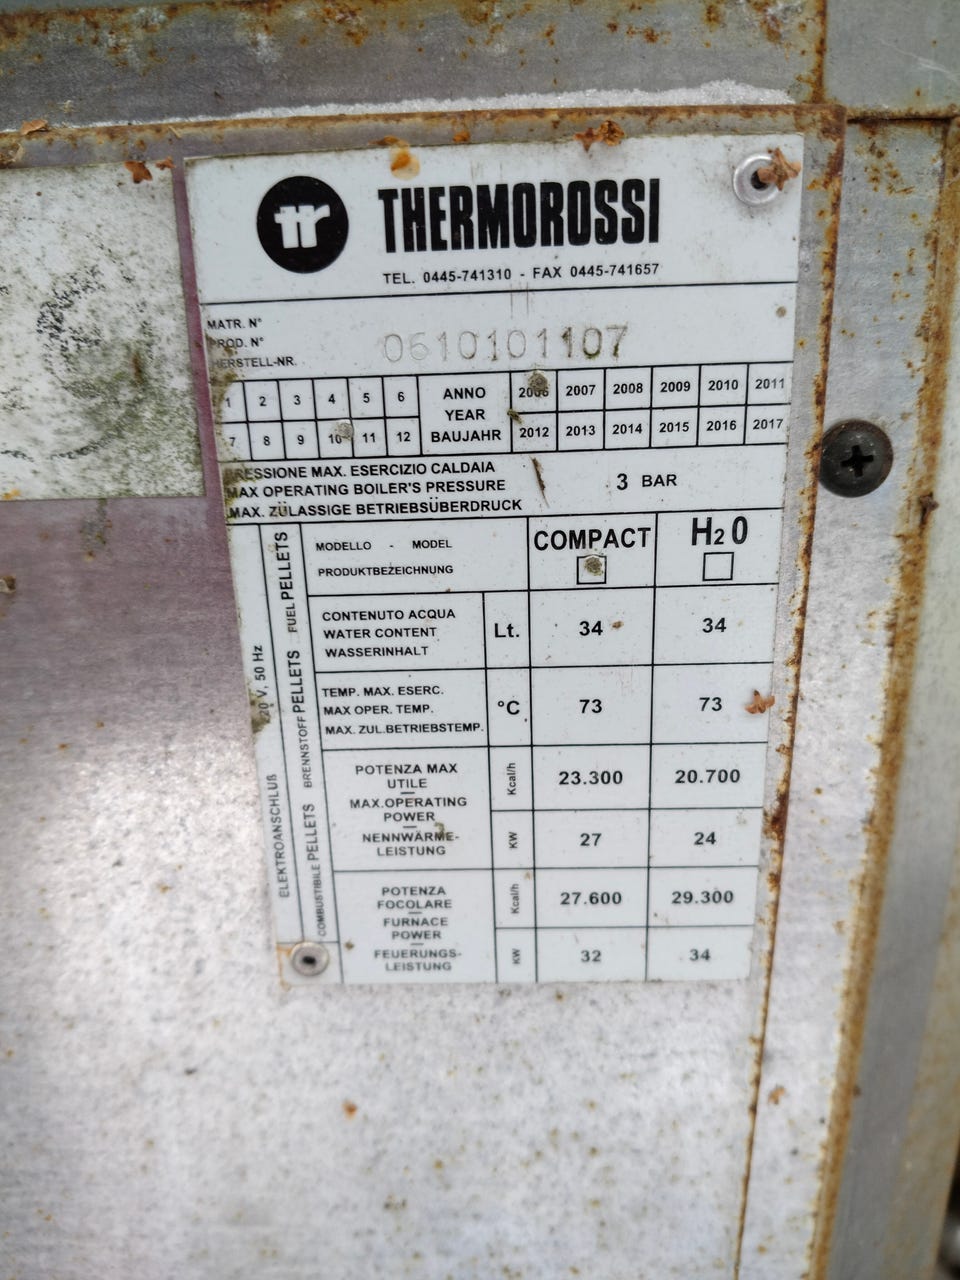 tr THERMOROSSI
TEL. 0445-741310 - FAX 0445-741657
MATR. N°
PROD. N°
HERSTELL-NR.
0610101107
1 2 3 4 5 6
7 8 9 10 11 12
ANNO
YEAR
BAUJAHR
2006 2007 2008 2009 2010 2011
2012 2013 2014 2015 2016 2017
PRESSIONE MAX. ESERCIZIO CALDAIA
MAX OPERATING BOILER'S PRESSURE
MAX. ZÜLASSIGE BETRIEBSÜBERDRUCK
3 BAR
ELEKTROANSCHLUß 220 V, 50 Hz
COMBUSTIBILE PELLETS BRENNSTOFF PELLETS FUEL PELLETS
MODELLO - MODEL
PRODUKTBEZEICHNUNG
COMPACT
H2O
CONTENUTO ACQUA
WATER CONTENT
WASSERINHALT
Lt. 34 34
TEMP. MAX. ESERC.
MAX OPER. TEMP.
MAX. ZUL.BETRIEBSTEMP.
°C 73 73
POTENZA MAX
UTILE
—
MAX.OPERATING
POWER
—
NENNWÄRME-
LEISTUNG
Kcal/h 23.300 20.700
KW 27 24
POTENZA
FOCOLARE
—
FURNACE
POWER
—
FEUERUNGS-
LEISTUNG
Kcal/h 27.600 29.300
KW 32 34